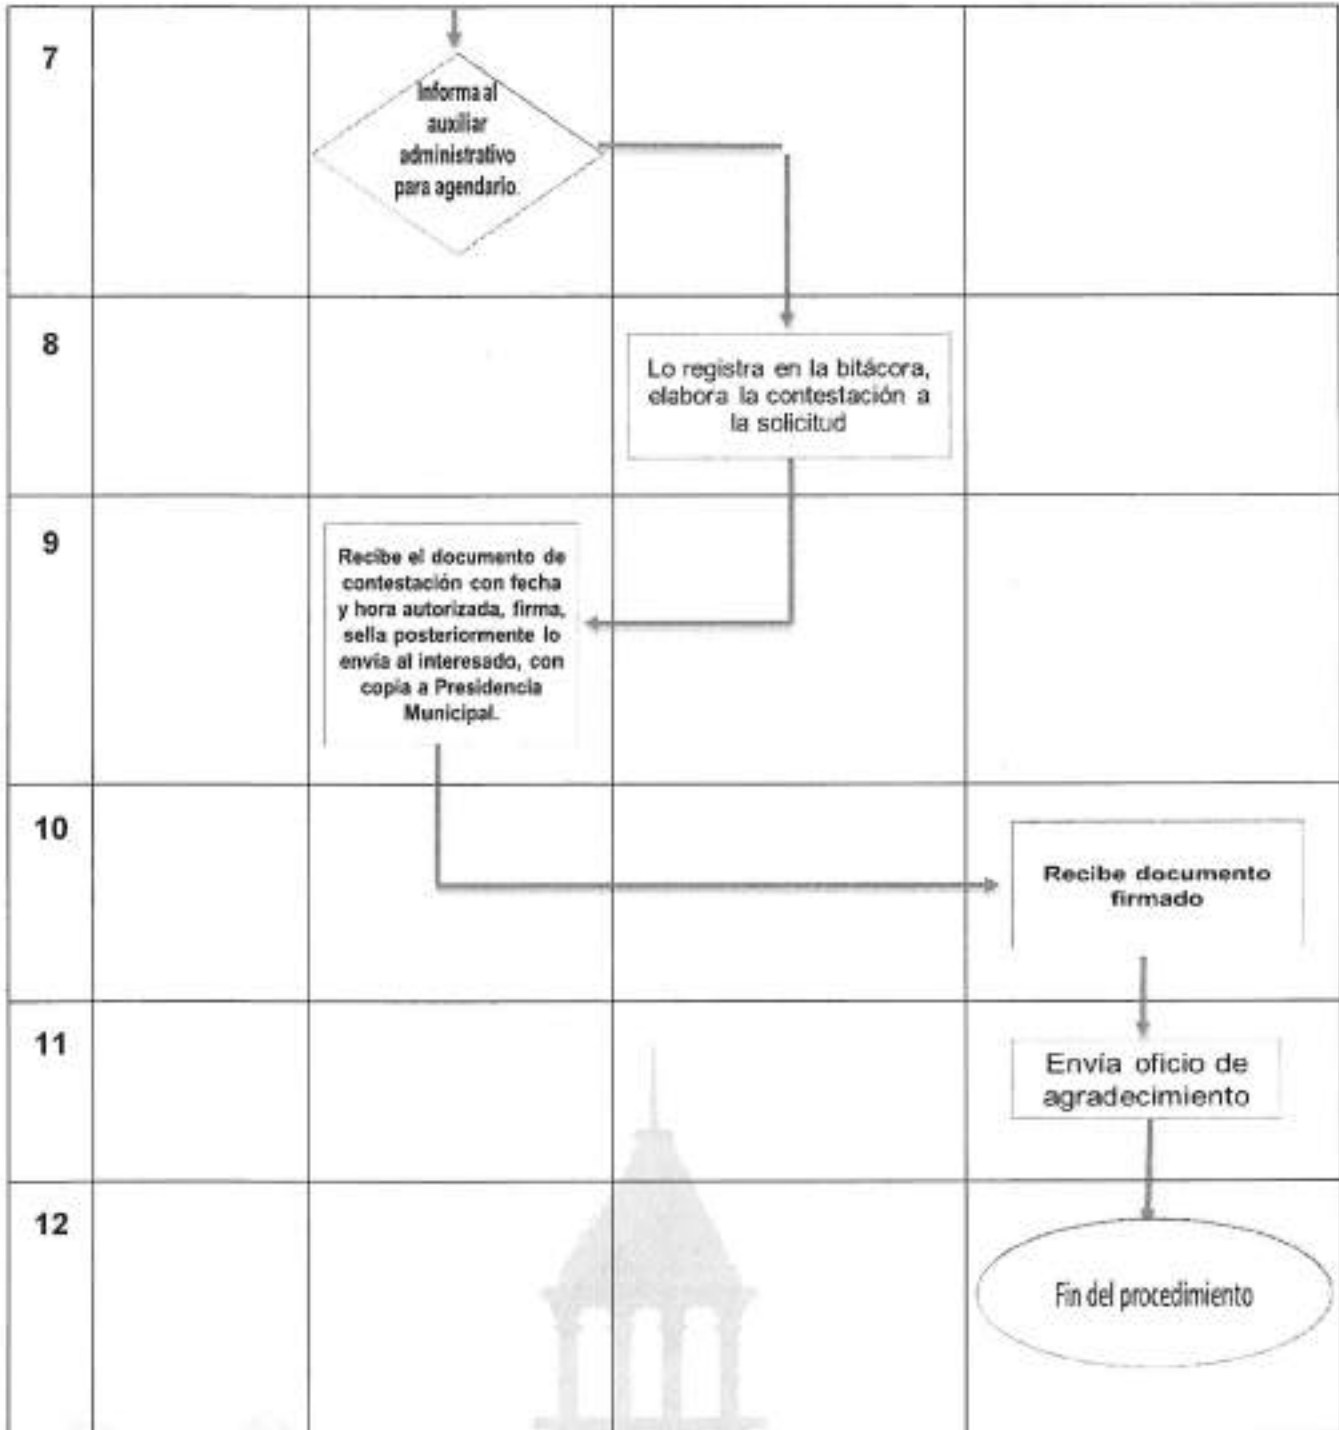 7
Informa al
auxiliar
administrativo
para agendarlo.
8
Lo registra en la bitácora,
elabora la contestación a
la solicitud
9
Recibe el documento de
contestación con fecha
y hora autorizada, firma,
sella posteriormente lo
envía al interesado, con
copia a Presidencia
Municipal.
10
Recibe documento
firmado
11
Envía oficio de
agradecimiento
12
Fin del procedimiento